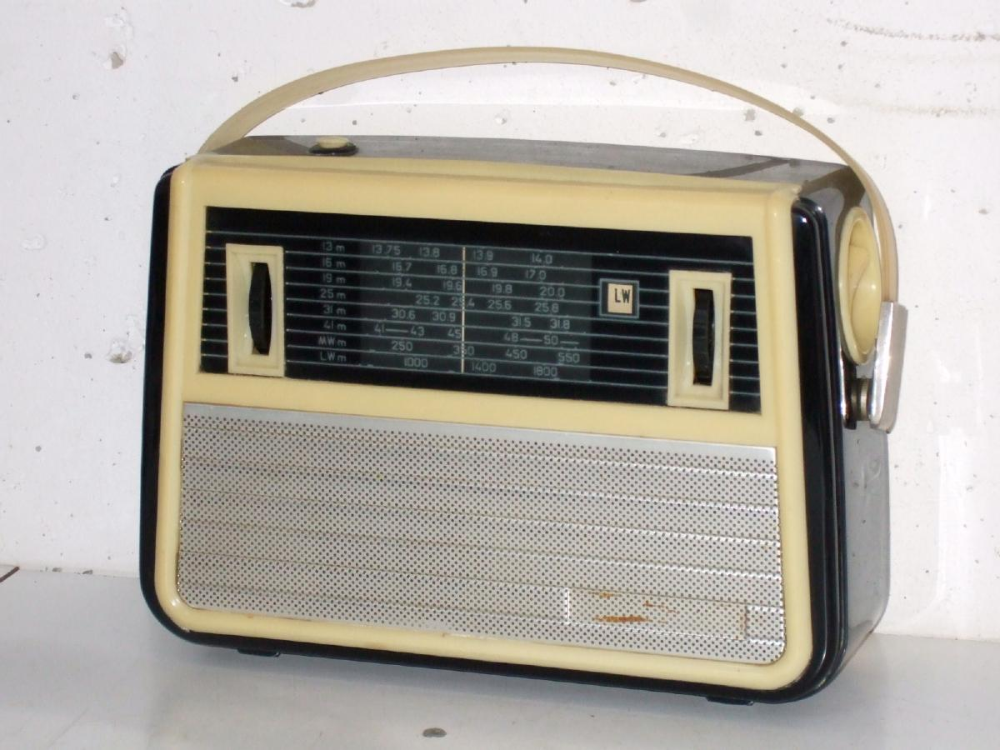 13 m 13.75 13.8 13.9 14.0
16 m 16.7 16.8 16.9 17.0
19 m 19.4 19.6 19.8 20.0
25 m 25.2 25.4 25.6 25.8
31 m 30.6 30.9 31.5 31.8
41 m 41—43 45 48—50—
MW m 250 350 450 550
LW m 1000 1400 1800
LW